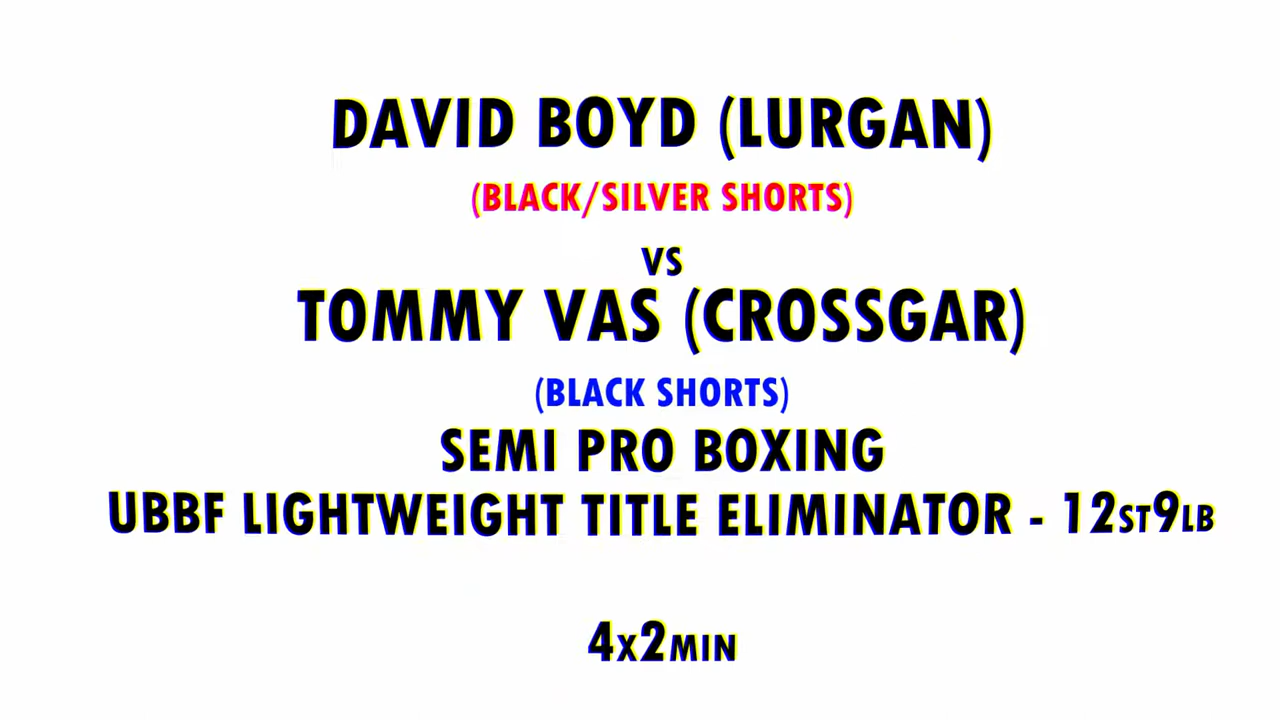 DAVID BOYD (LURGAN)
(BLACK/SILVER SHORTS)
VS
TOMMY VAS (CROSSGAR)
(BLACK SHORTS)
SEMI PRO BOXING
UBBF LIGHTWEIGHT TITLE ELIMINATOR - 12ST9LB
4X2MIN